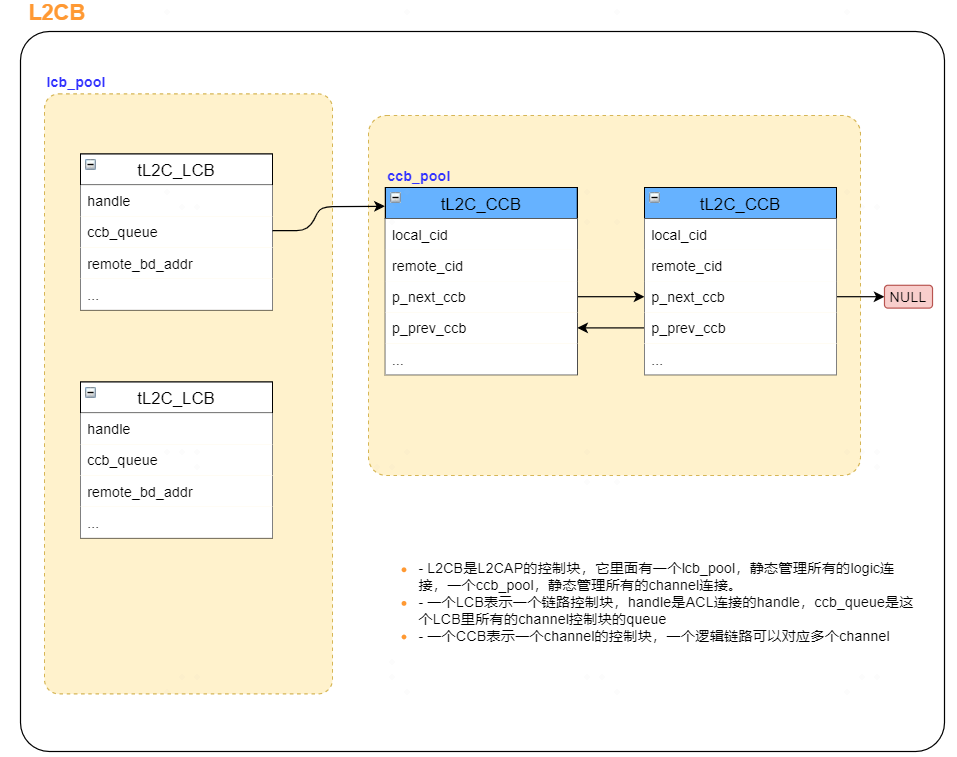 L2CB
lcb_pool
tL2C_LCB
handle
ccb_queue
remote_bd_addr
...
tL2C_LCB
handle
ccb_queue
remote_bd_addr
...
ccb_pool
tL2C_CCB
local_cid
remote_cid
p_next_ccb
p_prev_ccb
...
tL2C_CCB
local_cid
remote_cid
p_next_ccb
p_prev_ccb
...
NULL
- L2CB是L2CAP的控制块，它里面有一个lcb_pool，静态管理所有的logic连
接，一个ccb_pool，静态管理所有的channel连接。
- 一个LCB表示一个链路控制块，handle是ACL连接的handle，ccb_queue是这
个LCB里所有的channel控制块的queue
- 一个CCB表示一个channel的控制块，一个逻辑链路可以对应多个channel